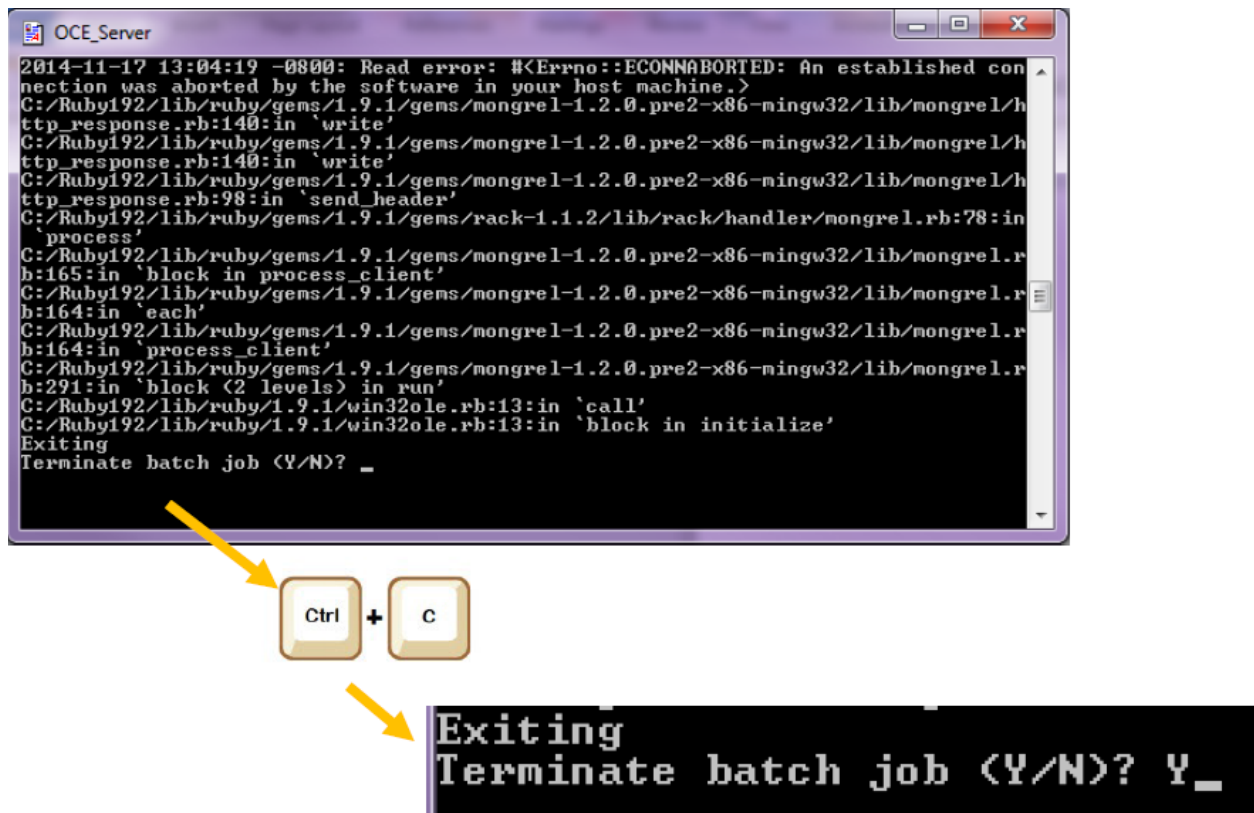 OCE_Server
2014-11-17 13:04:19 -0800: Read error: #<Errno::ECONNABORTED: An established con
nection was aborted by the software in your host machine.>
C:/Ruby192/lib/ruby/gems/1.9.1/gems/mongrel-1.2.0.pre2-x86-mingw32/lib/mongrel/h
ttp_response.rb:140:in `write'
C:/Ruby192/lib/ruby/gems/1.9.1/gems/mongrel-1.2.0.pre2-x86-mingw32/lib/mongrel/h
ttp_response.rb:140:in `write'
C:/Ruby192/lib/ruby/gems/1.9.1/gems/mongrel-1.2.0.pre2-x86-mingw32/lib/mongrel/h
ttp_response.rb:98:in `send_header'
C:/Ruby192/lib/ruby/gems/1.9.1/gems/rack-1.1.2/lib/rack/handler/mongrel.rb:78:in
 `process'
C:/Ruby192/lib/ruby/gems/1.9.1/gems/mongrel-1.2.0.pre2-x86-mingw32/lib/mongrel.r
b:165:in `block in process_client'
C:/Ruby192/lib/ruby/gems/1.9.1/gems/mongrel-1.2.0.pre2-x86-mingw32/lib/mongrel.r
b:164:in `each'
C:/Ruby192/lib/ruby/gems/1.9.1/gems/mongrel-1.2.0.pre2-x86-mingw32/lib/mongrel.r
b:164:in `process_client'
C:/Ruby192/lib/ruby/gems/1.9.1/gems/mongrel-1.2.0.pre2-x86-mingw32/lib/mongrel.r
b:291:in `block (2 levels) in run'
C:/Ruby192/lib/ruby/1.9.1/win32ole.rb:13:in `call'
C:/Ruby192/lib/ruby/1.9.1/win32ole.rb:13:in `block in initialize'
Exiting
Terminate batch job (Y/N)? _
Ctrl + C
Exiting
Terminate batch job (Y/N)? Y_